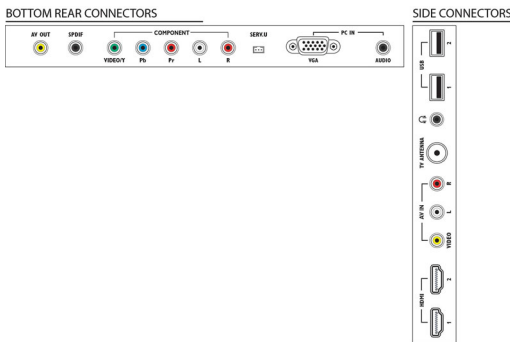 BOTTOM REAR CONNECTORS
AV OUT SPDIF COMPONENT SERV.U PC IN
VIDEO/Y Pb Pr L R VGA AUDIO
SIDE CONNECTORS
USB 2 1
TV ANTENNA
AV IN R L VIDEO
HDMI 2 1